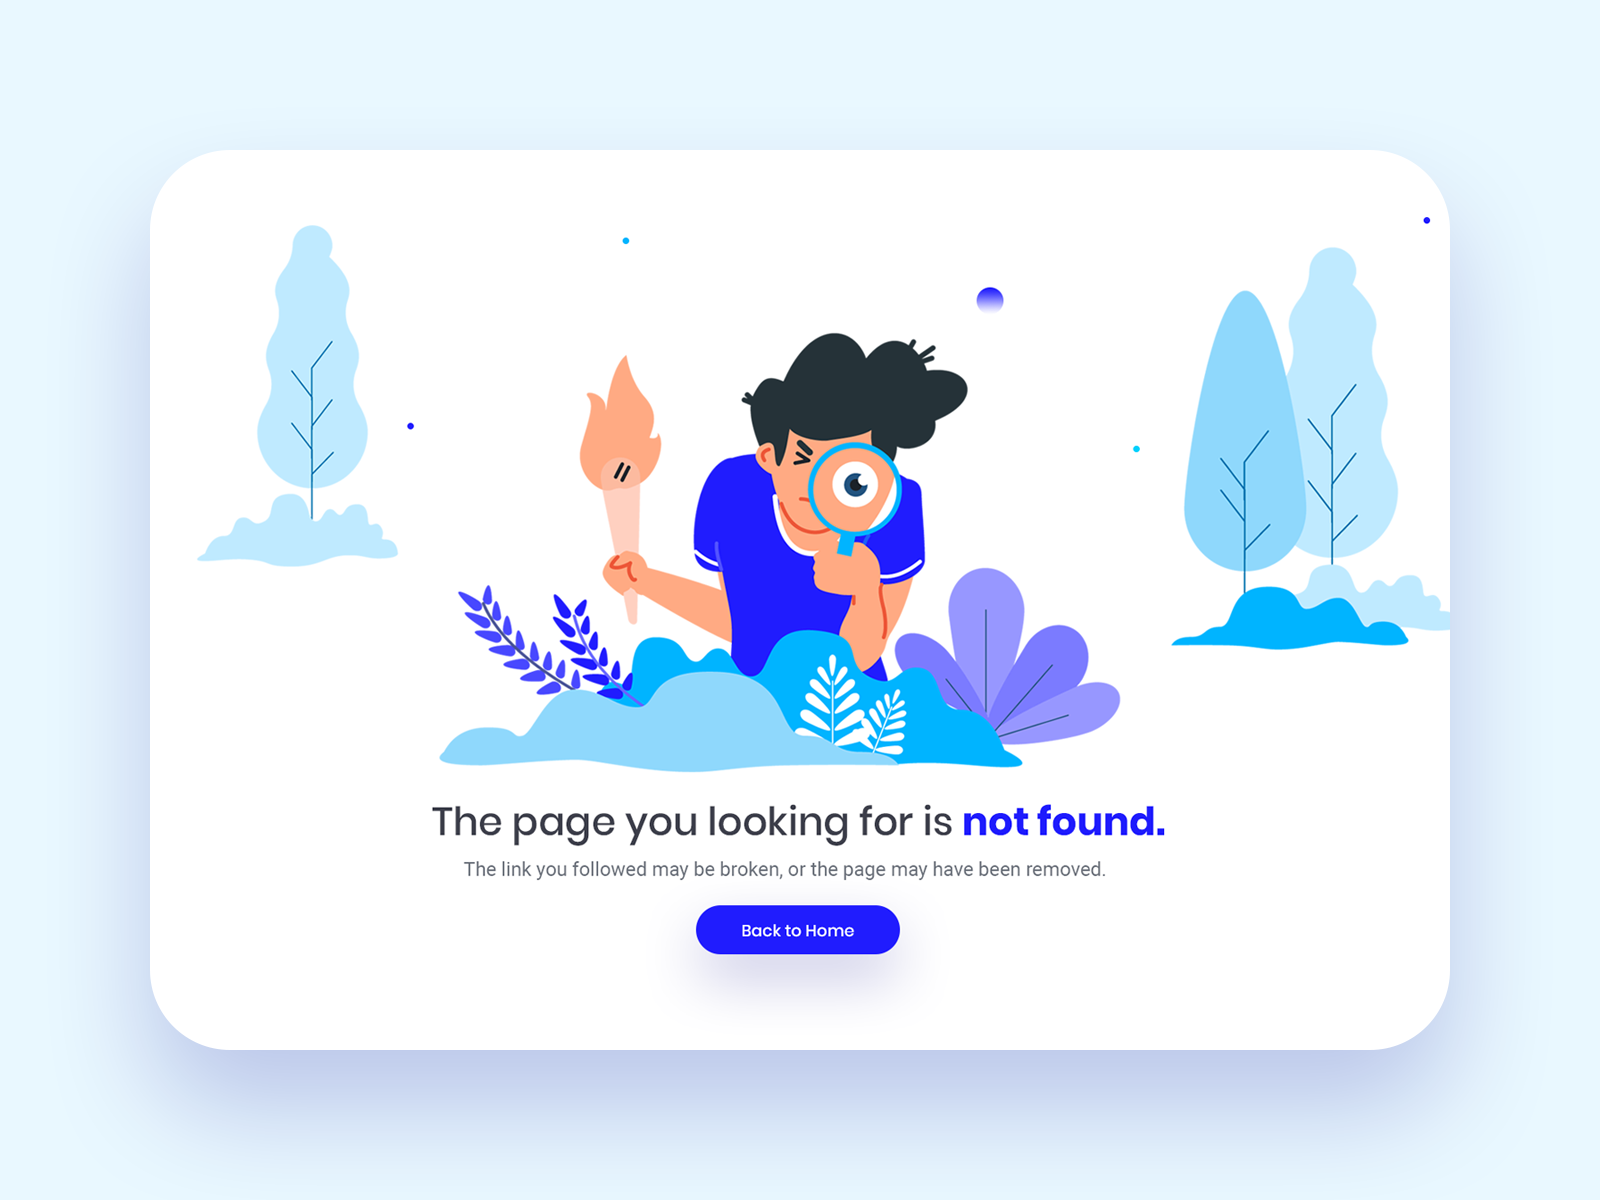 The page you looking for is not found.
The link you followed may be broken, or the page may have been removed.
Back to Home